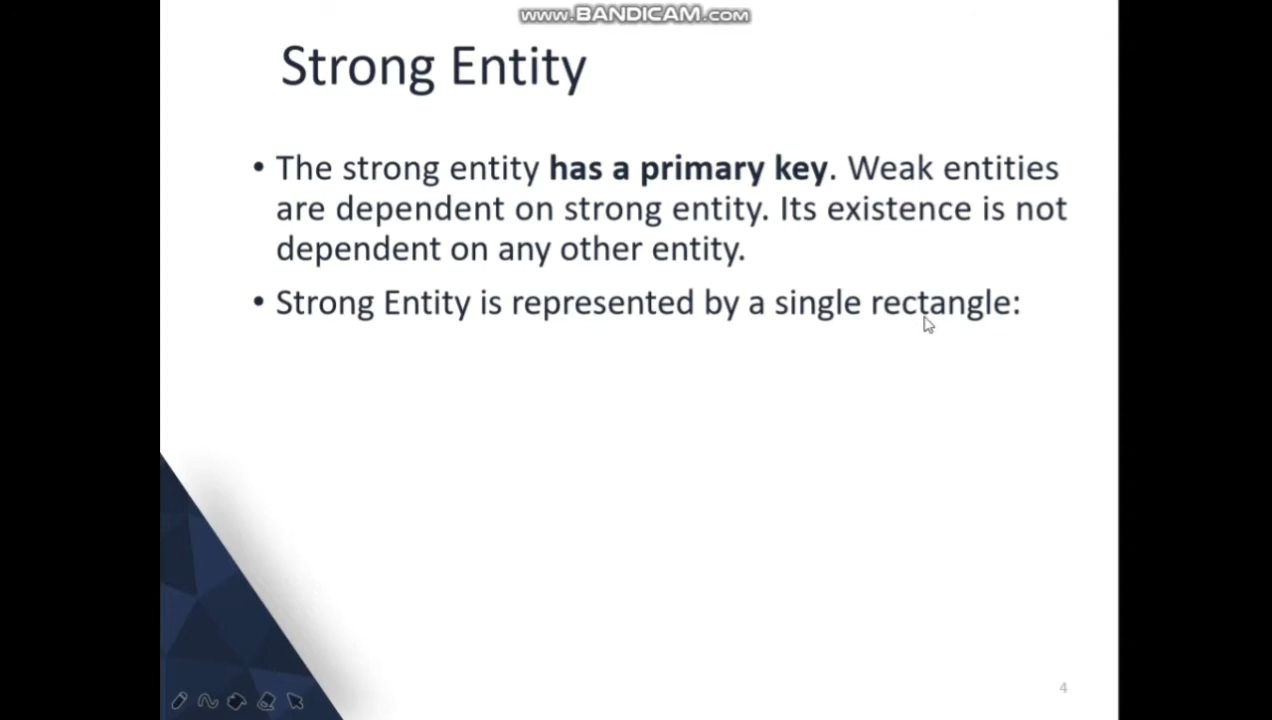 www.BANDICAM.com
Strong Entity
• The strong entity has a primary key. Weak entities
are dependent on strong entity. Its existence is not
dependent on any other entity.
• Strong Entity is represented by a single rectangle:
4